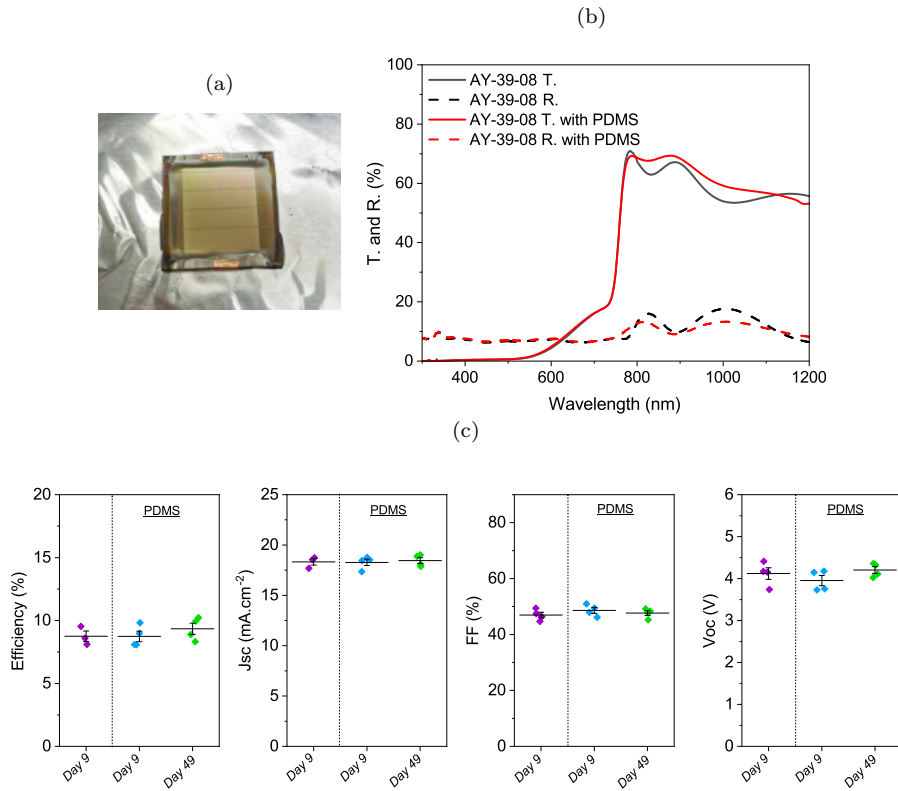 (a)
(b)
T. and R. (%)
100
80
60
40
20
0
AY-39-08 T.
AY-39-08 R.
AY-39-08 T. with PDMS
AY-39-08 R. with PDMS
400 600 800 1000 1200
Wavelength (nm)
(c)
Efficiency (%)
20
15
10
5
0
PDMS
Day 9 Day 9 Day 49
Jsc (mA.cm-2)
25
20
15
10
5
0
PDMS
Day 9 Day 9 Day 49
FF (%)
80
60
40
20
0
PDMS
Day 9 Day 9 Day 49
Voc (V)
6
5
4
3
2
1
0
PDMS
Day 9 Day 9 Day 49